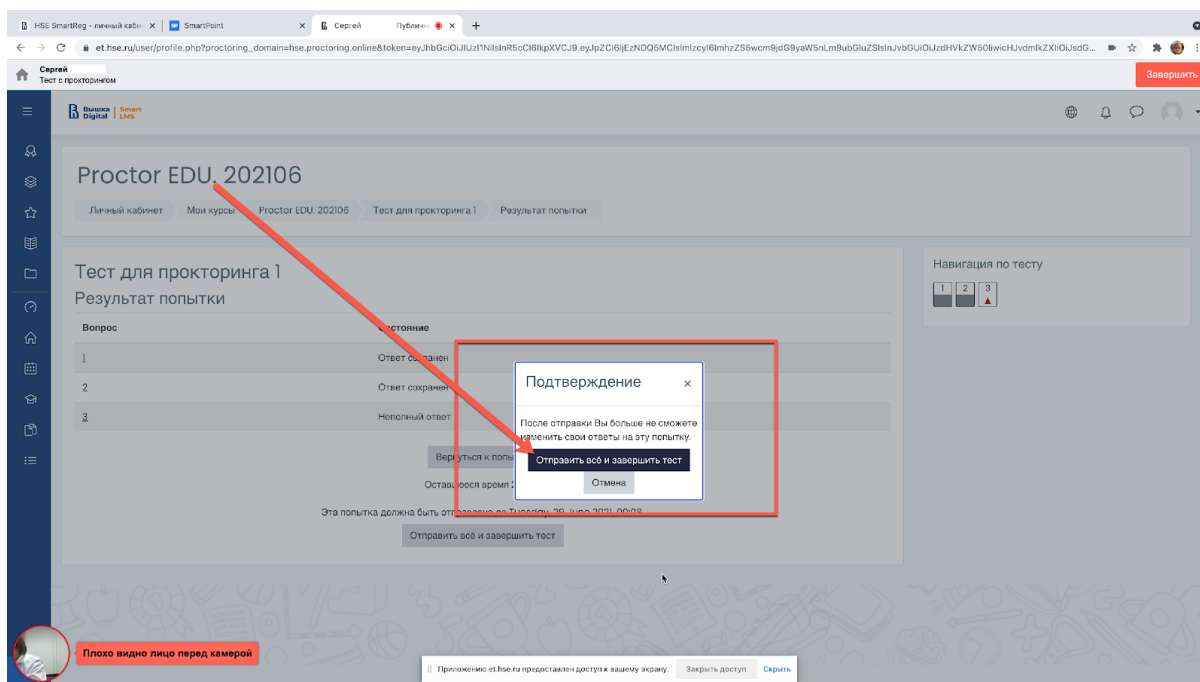 HSE SmartReg - личный кабин
SmartPoint
Сергей Публичн
et.hse.ru/user/profile.php?proctoring_domain=hse.proctoring.online&token=
Сергей
Тест с прокторингом
Завершить
Вышка Digital Smart LMS
Proctor EDU. 202106
Личный кабинет Мои курсы Proctor EDU. 202106 Тест для прокторинга 1 Результат попытки
Тест для прокторинга 1
Навигация по тесту
Результат попытки
1 2 3
Вопрос Состояние
1 Ответ сохранен
2 Ответ сохранен
3 Неполный ответ
Подтверждение
После отправки Вы больше не сможете
изменить свои ответы на эту попытку.
Отправить всё и завершить тест
Отмена
Вернуться к попы
Оставшееся время 2
Эта попытка должна быть отправлена до Tuesday, 29 June 2021, 00:08
Отправить всё и завершить тест
Плохо видно лицо перед камерой
Приложению et.hse.ru предоставлен доступ к вашему экрану. Закрыть доступ Скрыть